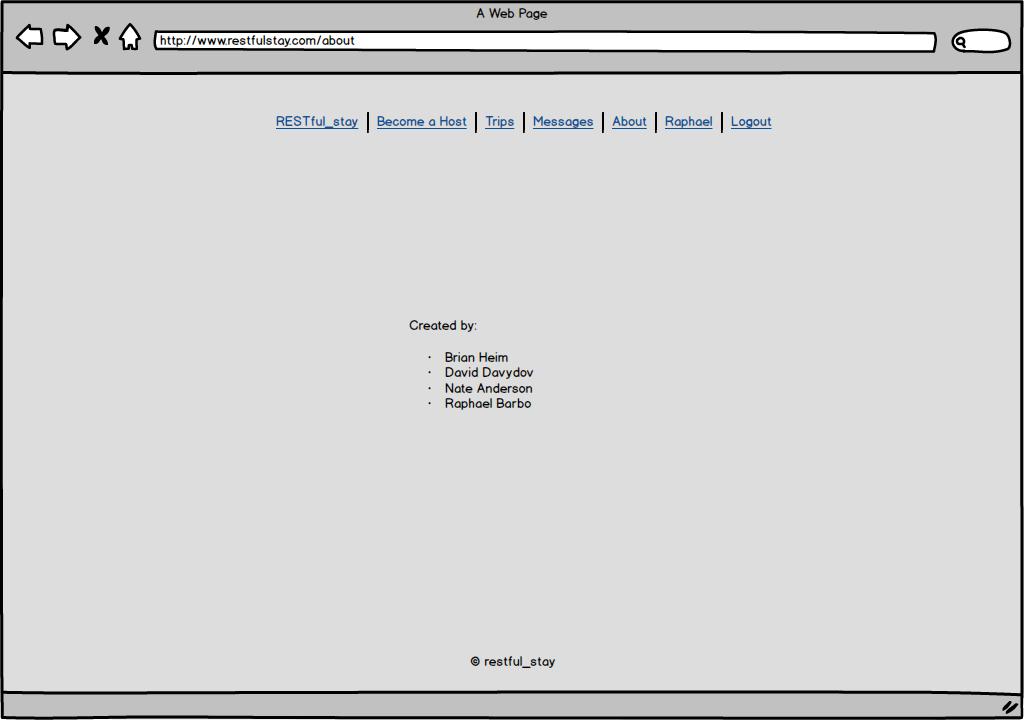 A Web Page
http://www.restfulstay.com/about
RESTful_stay Become a Host Trips Messages About Raphael Logout
Created by:
· Brian Heim
· David Davydov
· Nate Anderson
· Raphael Barbo
© restful_stay